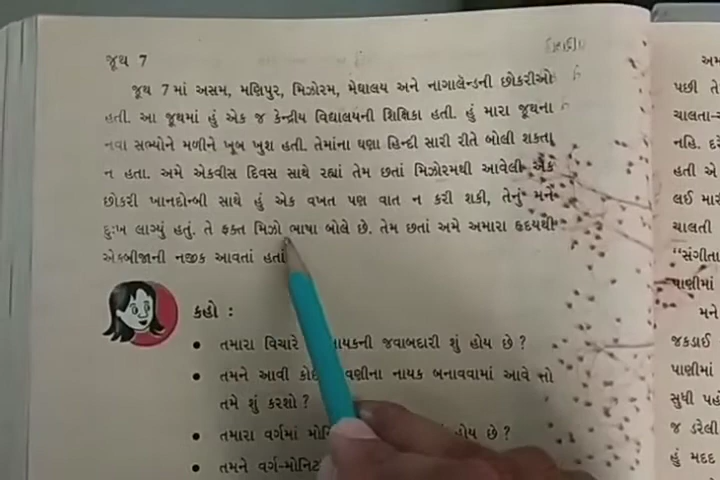 જૂથ 7
જૂથ 7 માં અસમ, મણિપુર, મિઝોરમ, મેઘાલય અને નાગાલૅન્ડની છોકરીઓ
હતી. આ જૂથમાં હું એક જ કેન્દ્રીય વિદ્યાલયની શિક્ષિકા હતી. હું મારા જૂથના
નવા સભ્યોને મળીને ખૂબ ખુશ હતી. તેમાંના ઘણા હિન્દી સારી રીતે બોલી શકતા
ન હતા. અમે એકવીસ દિવસ સાથે રહ્યાં તેમ છતાં મિઝોરમથી આવેલી એક
છોકરી ખાનદોન્બી સાથે હું એક વખત પણ વાત ન કરી શકી, તેનું મને
દુઃખ લાગ્યું હતું. તે ફક્ત મિઝો ભાષા બોલે છે. તેમ છતાં અમે અમારા હૃદયથી
એકબીજાની નજીક આવતાં હતાં
કહો :
• તમારા વિચારે નાયકની જવાબદારી શું હોય છે ?
• તમને આવી કોઈ વણીના નાયક બનાવવામાં આવે તો
તમે શું કરશો ?
• તમારા વર્ગમાં મોનિ હોય છે ?
• તમને વર્ગ-મોનિટ
અમ
પછી તે
ચાલતા-
નહિ. દરે
હતી એ
લઈ મા
ચાલતી
“સંગીતા
પાણીમાં
મને
જકડાઈ
પાણીમાં
સુધી પહ
જ ડરેલી
હું મદદ